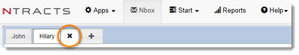 NTRACTS Apps Nbox Start Reports Help
John Hilary